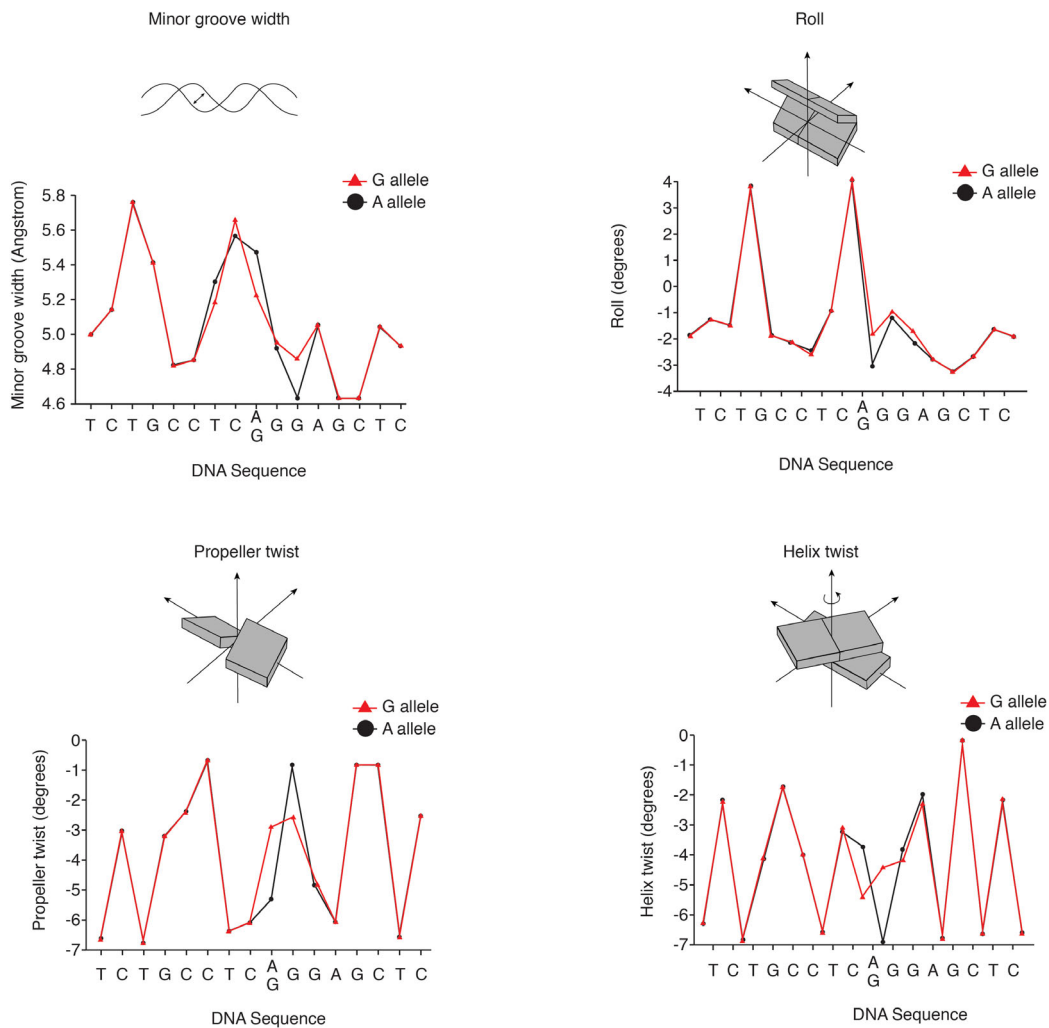 Minor groove width
G allele
A allele
Minor groove width (Angstrom)
5.8
5.6
5.4
5.2
5.0
4.8
4.6
T C T G C C T C A G G A G C T C
G
DNA Sequence
Roll
G allele
A allele
Roll (degrees)
4
3
2
1
0
-1
-2
-3
-4
T C T G C C T C A G G A G C T C
G
DNA Sequence
Propeller twist
G allele
A allele
Propeller twist (degrees)
0
-1
-2
-3
-4
-5
-6
-7
T C T G C C T C A G G A G C T C
G
DNA Sequence
Helix twist
G allele
A allele
Helix twist (degrees)
0
-1
-2
-3
-4
-5
-6
-7
T C T G C C T C A G G A G C T C
G
DNA Sequence